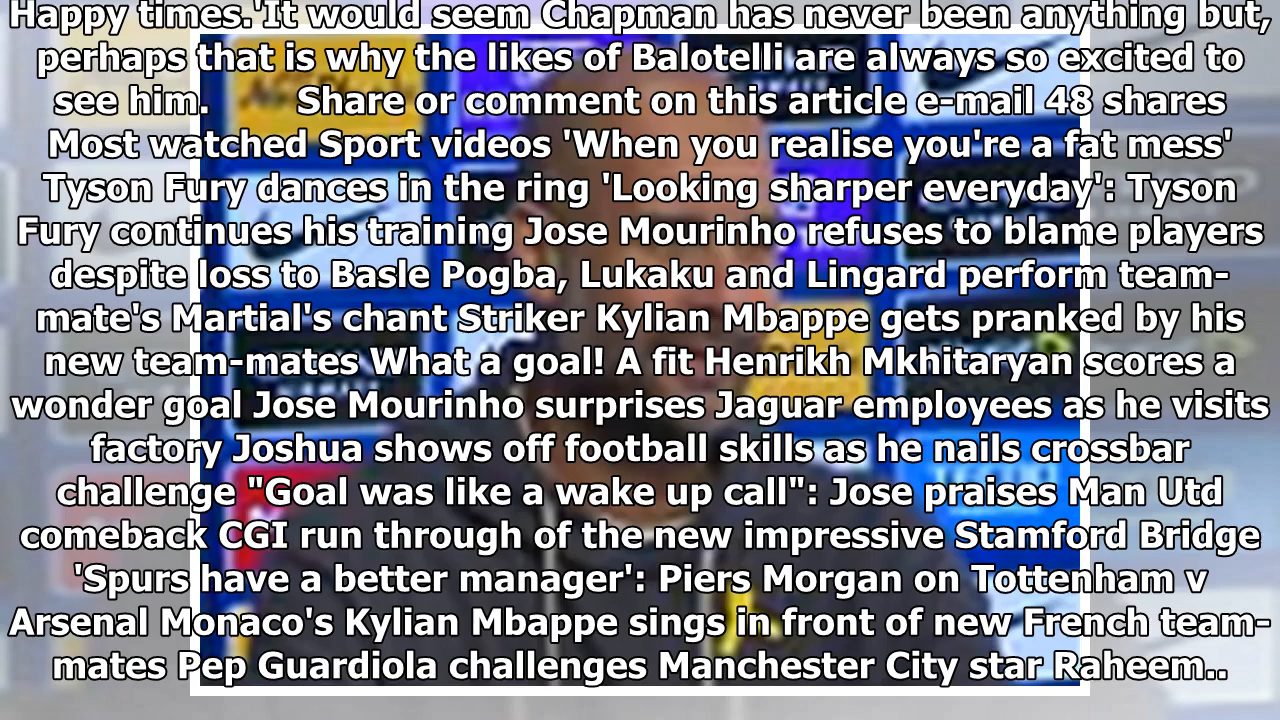 Happy times.'It would seem Chapman has never been anything but,
perhaps that is why the likes of Balotelli are always so excited to
see him. Share or comment on this article e-mail 48 shares
Most watched Sport videos 'When you realise you're a fat mess'
Tyson Fury dances in the ring 'Looking sharper everyday': Tyson
Fury continues his training Jose Mourinho refuses to blame players
despite loss to Basle Pogba, Lukaku and Lingard perform team-
mate's Martial's chant Striker Kylian Mbappe gets pranked by his
new team-mates What a goal! A fit Henrikh Mkhitaryan scores a
wonder goal Jose Mourinho surprises Jaguar employees as he visits
factory Joshua shows off football skills as he nails crossbar
challenge "Goal was like a wake up call": Jose praises Man Utd
comeback CGI run through of the new impressive Stamford Bridge
'Spurs have a better manager': Piers Morgan on Tottenham v
Arsenal Monaco's Kylian Mbappe sings in front of new French team-
mates Pep Guardiola challenges Manchester City star Raheem..